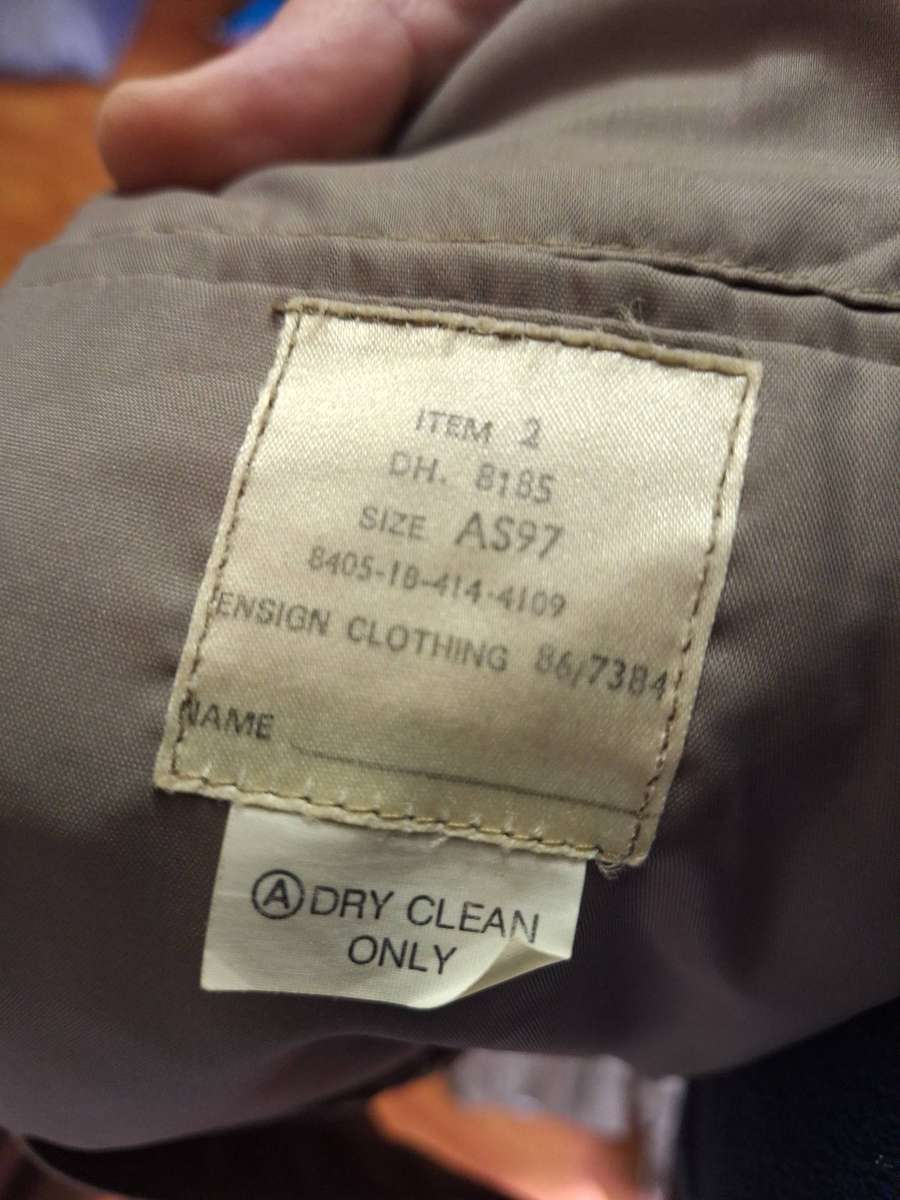 ITEM 2
DH. 8185
SIZE AS97
8405-18-414-4109
ENSIGN CLOTHING 86/7384
NAME
Ⓐ DRY CLEAN
ONLY